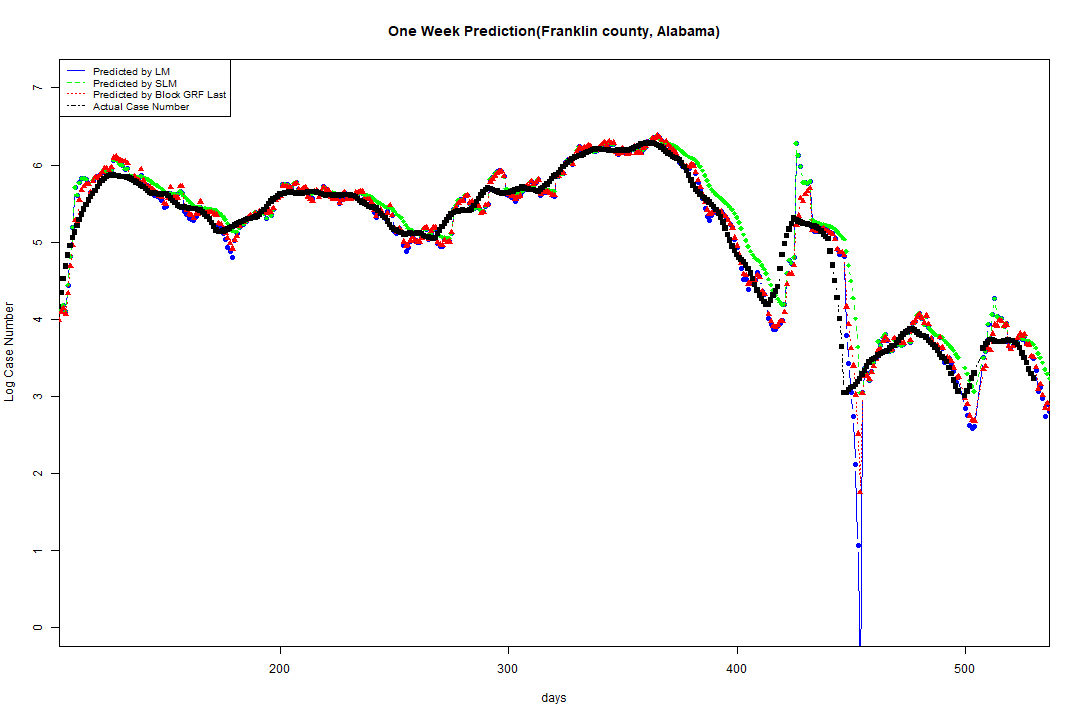 One Week Prediction(Franklin county, Alabama)
Predicted by LM
Predicted by SLM
Predicted by Block GRF Last
Actual Case Number
7
6
5
4
3
2
1
0
Log Case Number
200 300 400 500
days